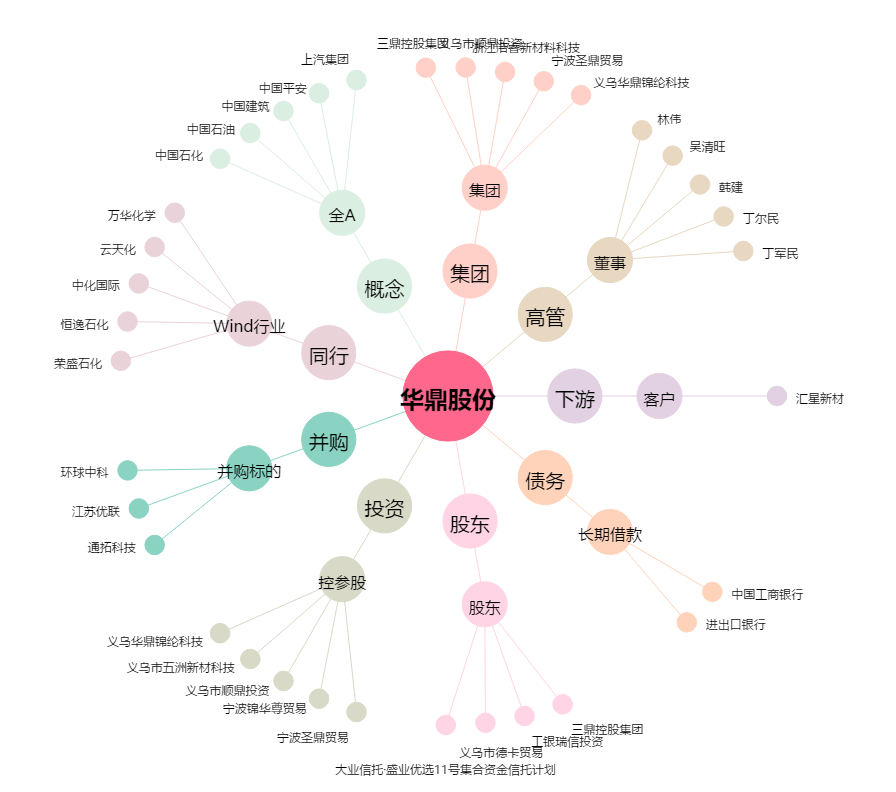 三鼎控股集团
义乌市顺鼎投资
浙江恒普新材料科技
宁波圣鼎贸易
义乌华鼎锦纶科技
集团
集团
上汽集团
中国平安
中国建筑
中国石油
中国石化
全A
概念
林伟
吴清旺
韩建
丁尔民
丁军民
董事
高管
万华化学
云天化
中化国际
恒逸石化
荣盛石化
Wind行业
同行
华鼎股份
下游
客户
汇星新材
并购
并购标的
环球中科
江苏优联
通拓科技
债务
长期借款
中国工商银行
进出口银行
投资
控参股
义乌华鼎锦纶科技
义乌市五洲新材科技
义乌市顺鼎投资
宁波锦华尊贸易
宁波圣鼎贸易
股东
股东
三鼎控股集团
工银瑞信投资
义乌市德卡贸易
大业信托·盛业优选11号集合资金信托计划